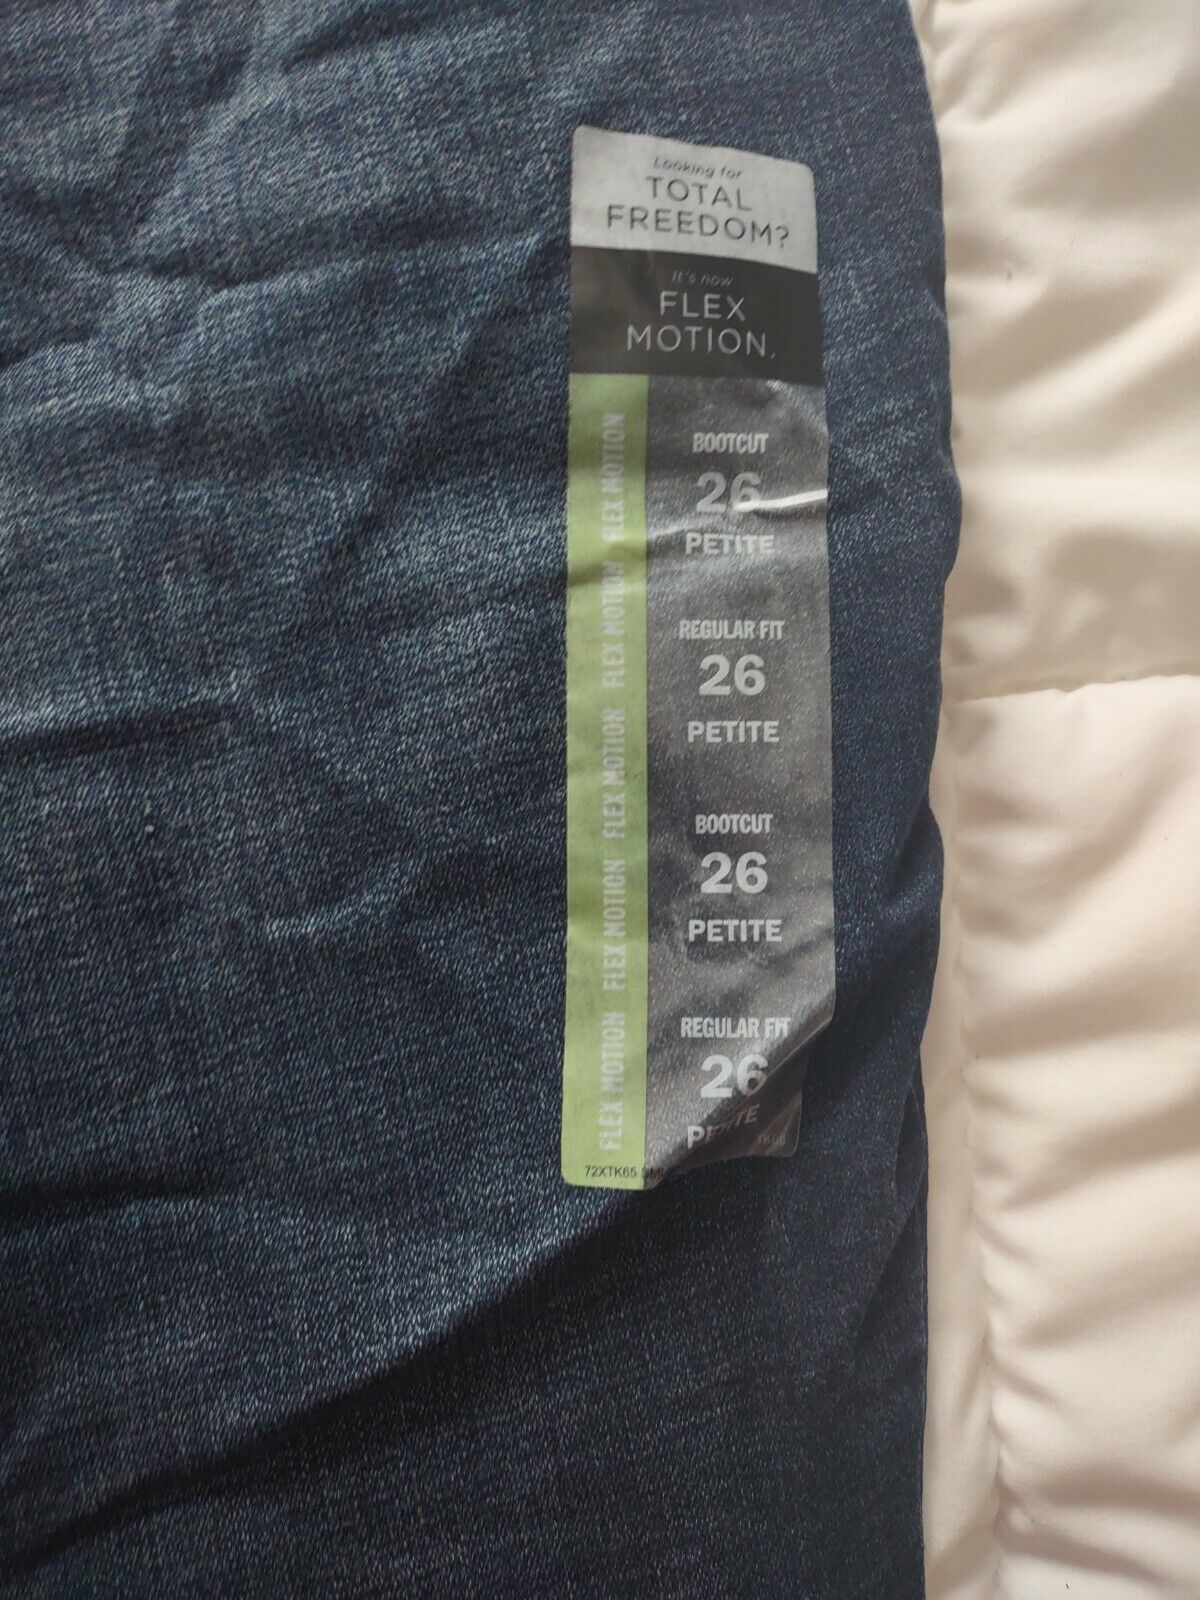 Looking for
TOTAL
FREEDOM?
It's now
FLEX
MOTION.
FLEX MOTION FLEX MOTION FLEX MOTION FLEX MOTION FLEX MOTION
BOOTCUT
26
PETITE
REGULAR FIT
26
PETITE
BOOTCUT
26
PETITE
REGULAR FIT
26
PETITE
72XTK65